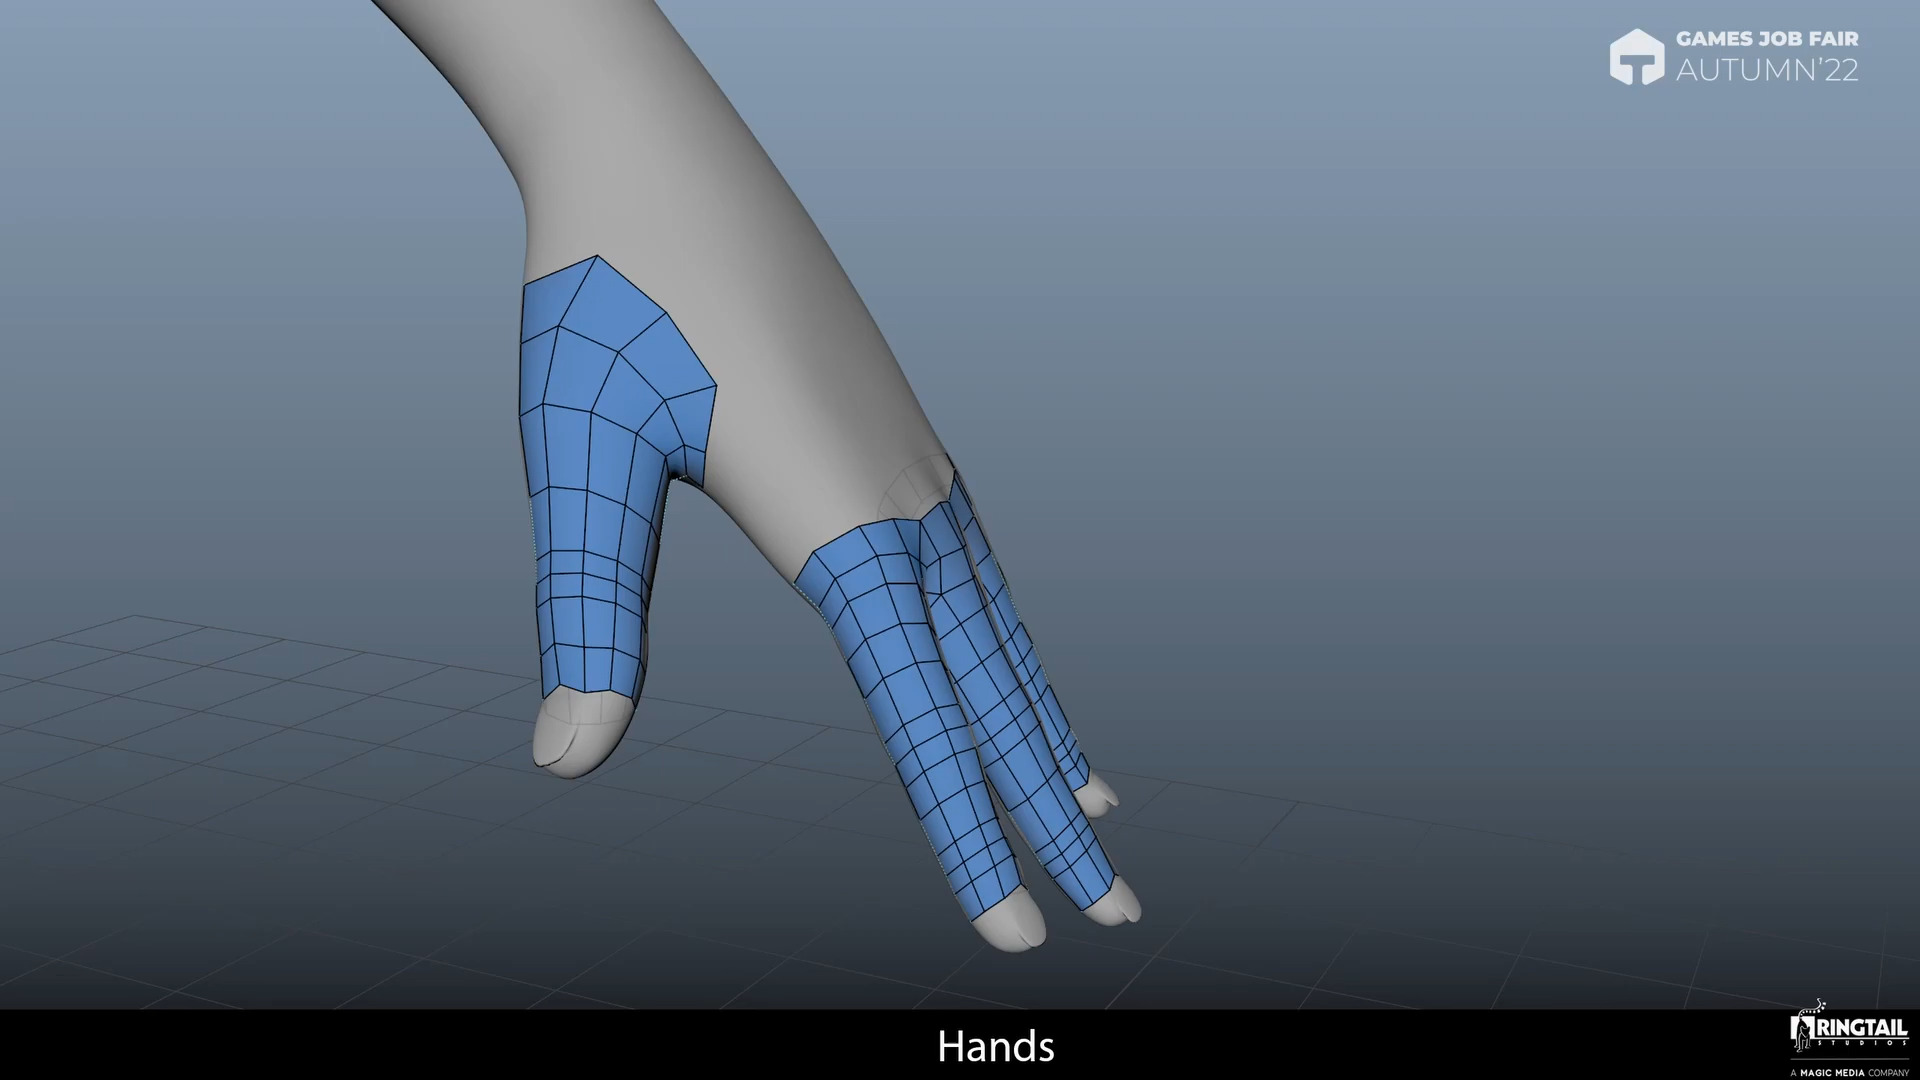 GAMES JOB FAIR
AUTUMN'22
Hands
RINGTAIL
STUDIOS
A MAGIC MEDIA COMPANY